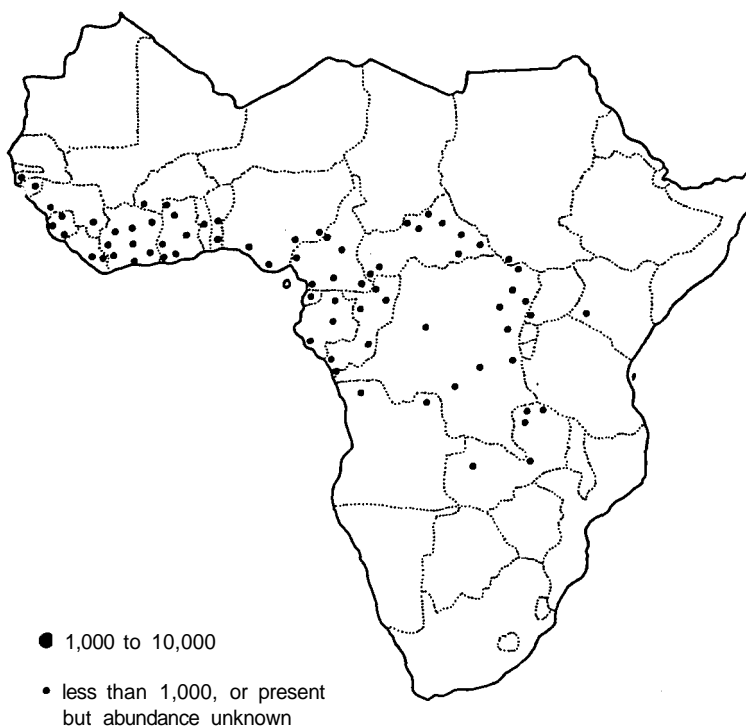 1,000 to 10,000
less than 1,000, or present
but abundance unknown